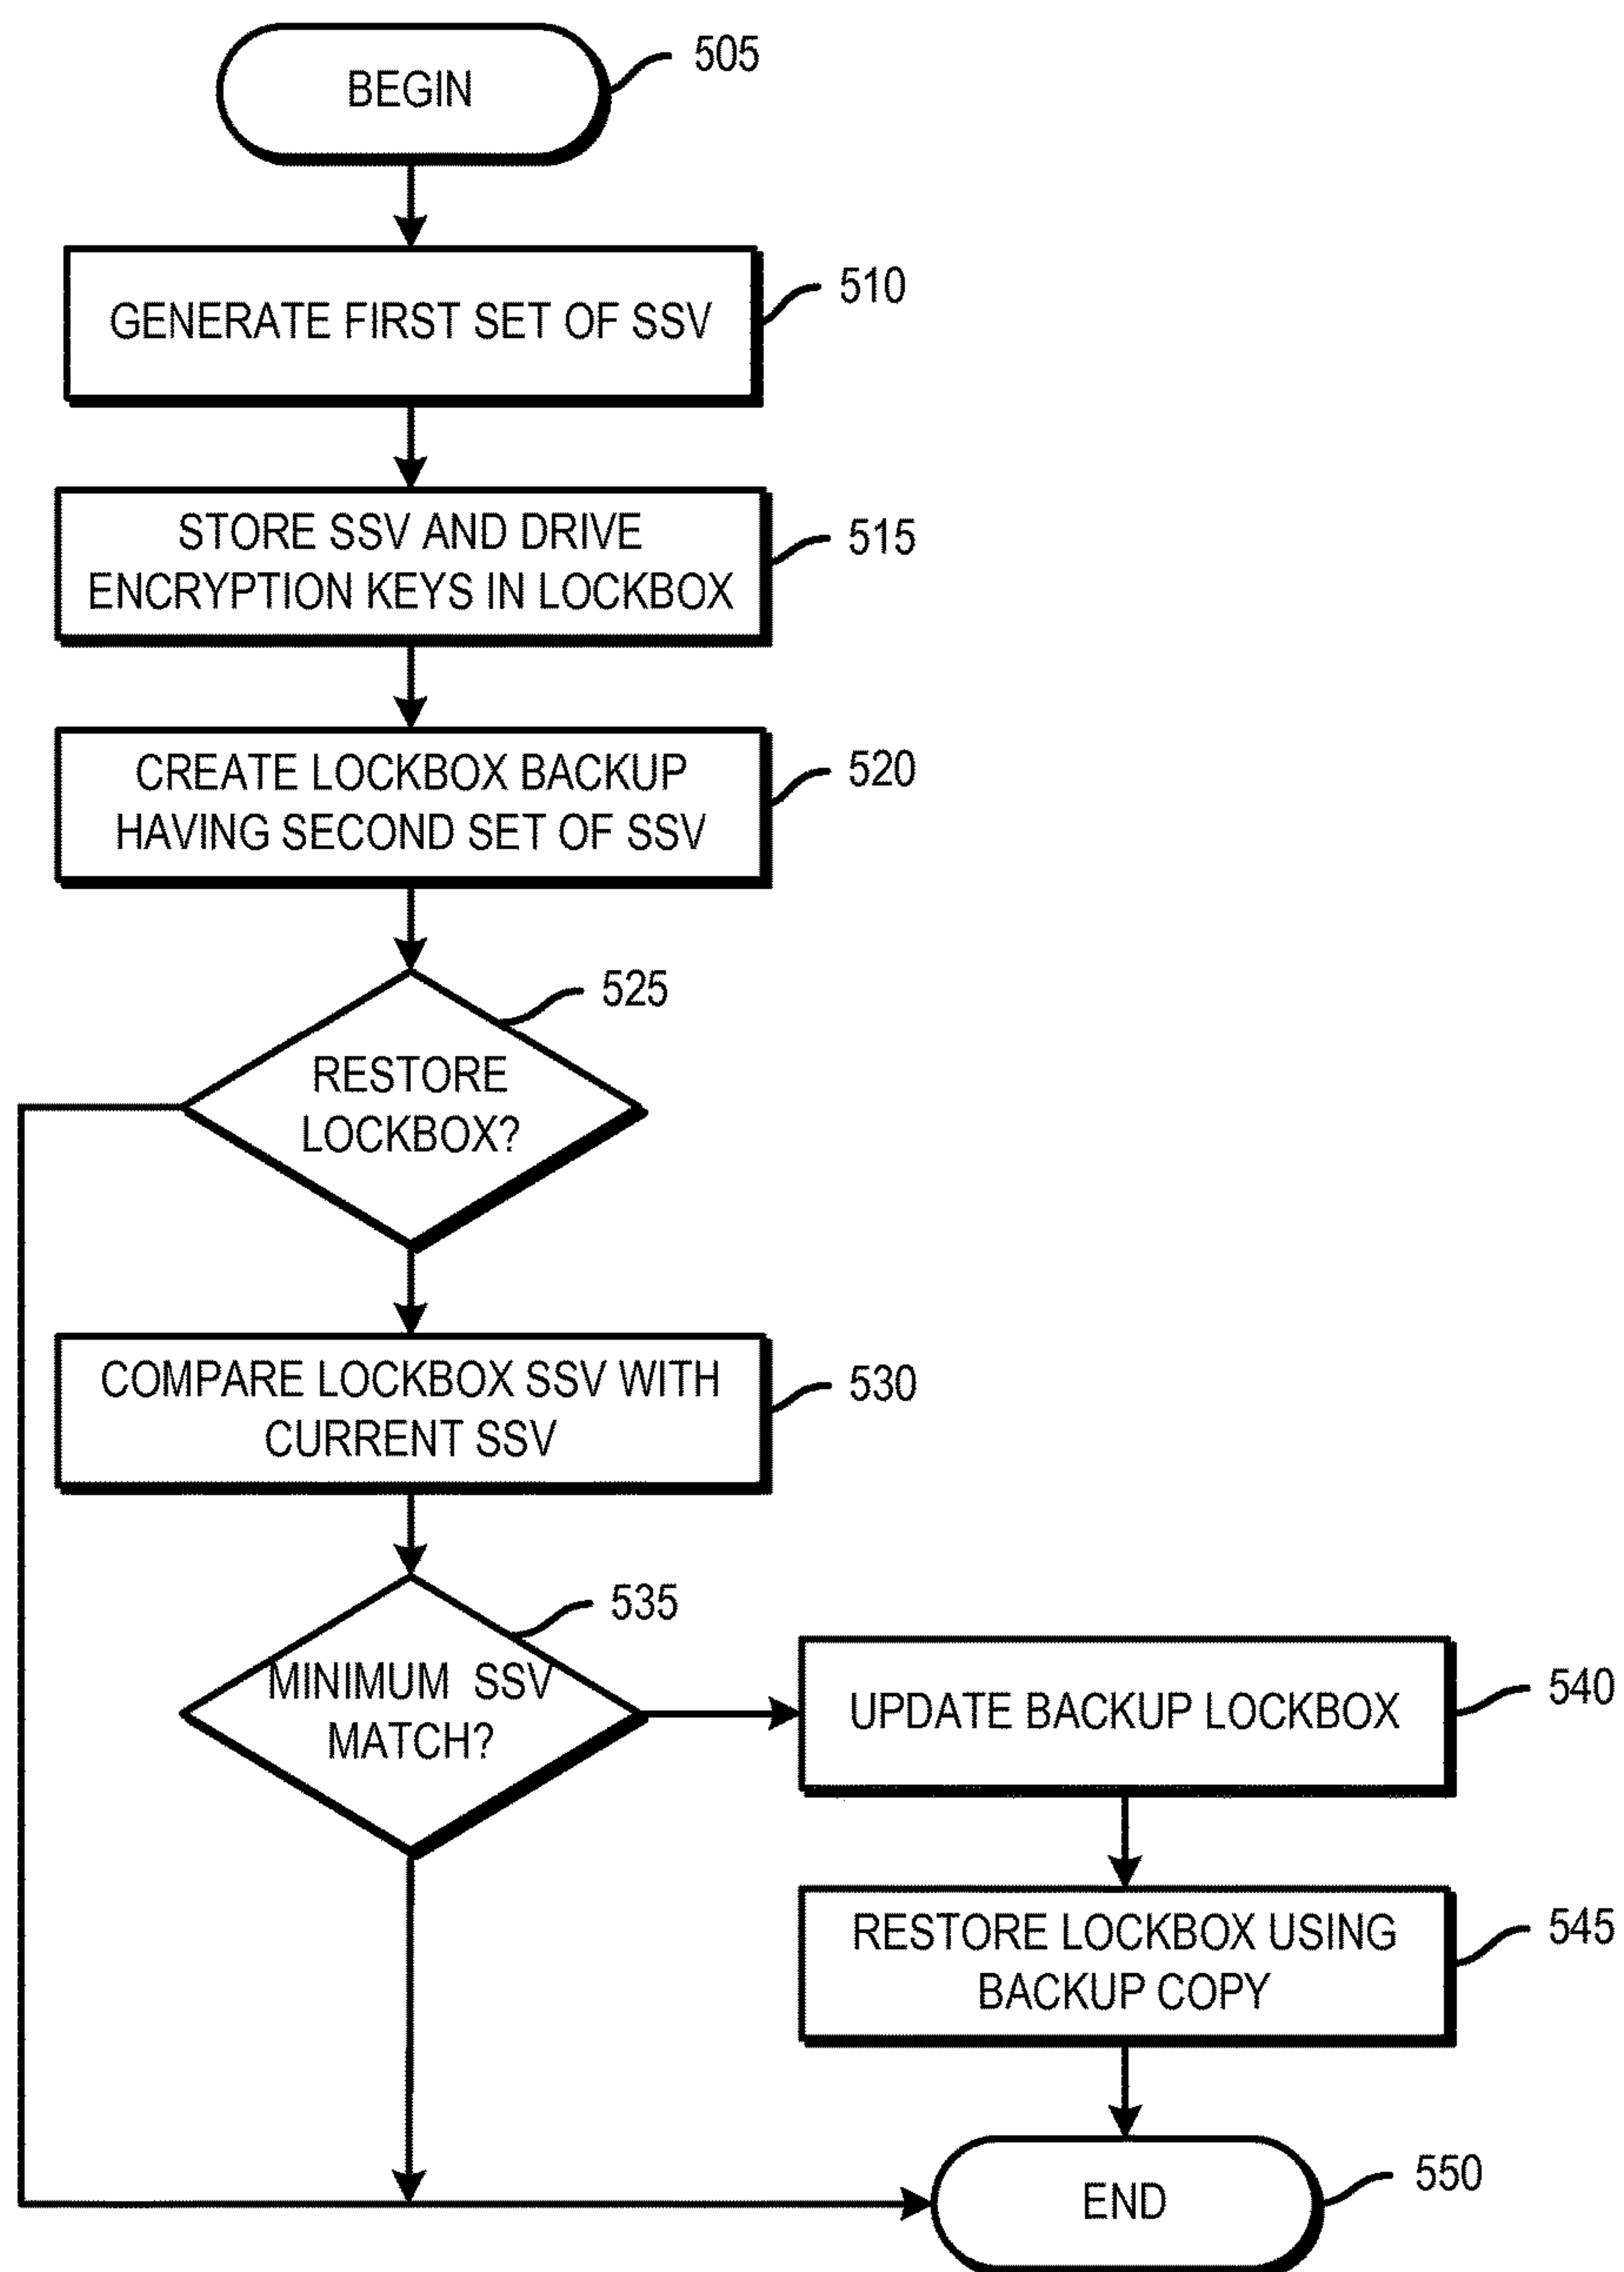 BEGIN
505
GENERATE FIRST SET OF SSV
510
STORE SSV AND DRIVE
ENCRYPTION KEYS IN LOCKBOX
515
CREATE LOCKBOX BACKUP
HAVING SECOND SET OF SSV
520
RESTORE
LOCKBOX?
525
COMPARE LOCKBOX SSV WITH
CURRENT SSV
530
MINIMUM SSV
MATCH?
535
UPDATE BACKUP LOCKBOX
540
RESTORE LOCKBOX USING
BACKUP COPY
545
END
550